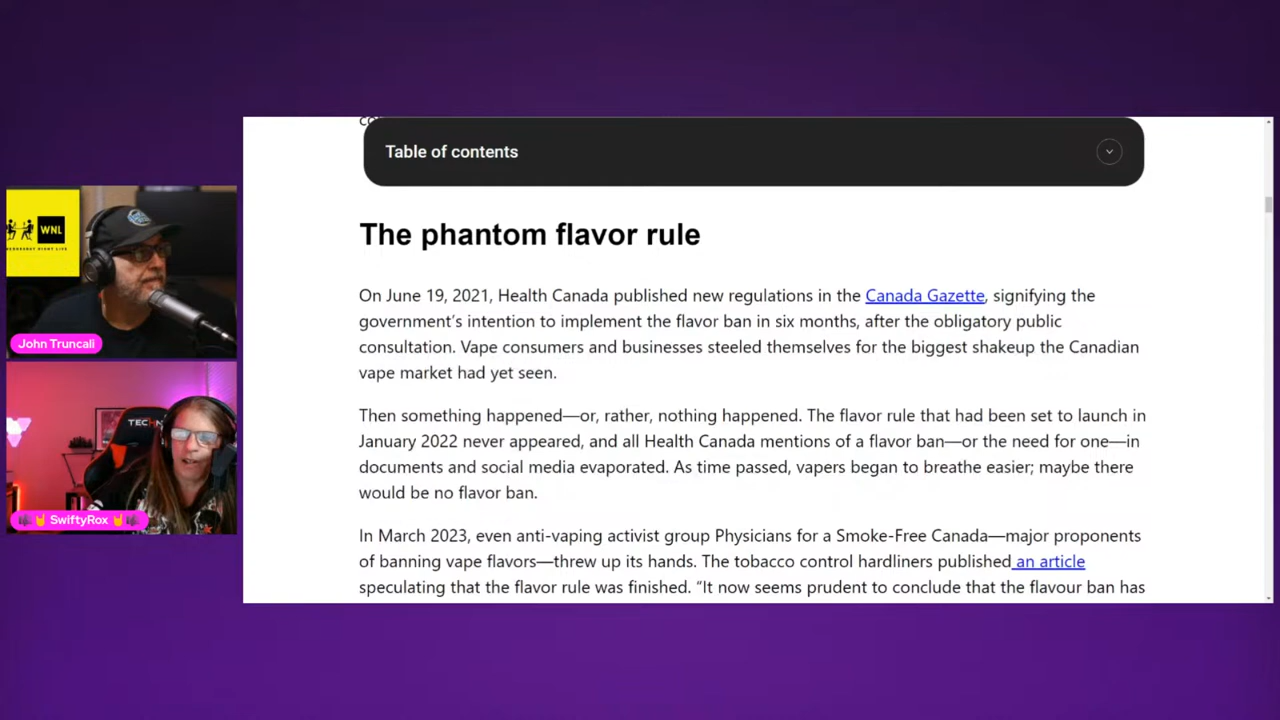 WNL
John Truncali
TECHN
SwIftyRox
Table of contents
The phantom flavor rule
On June 19, 2021, Health Canada published new regulations in the Canada Gazette, signifying the
government’s intention to implement the flavor ban in six months, after the obligatory public
consultation. Vape consumers and businesses steeled themselves for the biggest shakeup the Canadian
vape market had yet seen.
Then something happened—or, rather, nothing happened. The flavor rule that had been set to launch in
January 2022 never appeared, and all Health Canada mentions of a flavor ban—or the need for one—in
documents and social media evaporated. As time passed, vapers began to breathe easier; maybe there
would be no flavor ban.
In March 2023, even anti-vaping activist group Physicians for a Smoke-Free Canada—major proponents
of banning vape flavors—threw up its hands. The tobacco control hardliners published an article
speculating that the flavor rule was finished. “It now seems prudent to conclude that the flavour ban has